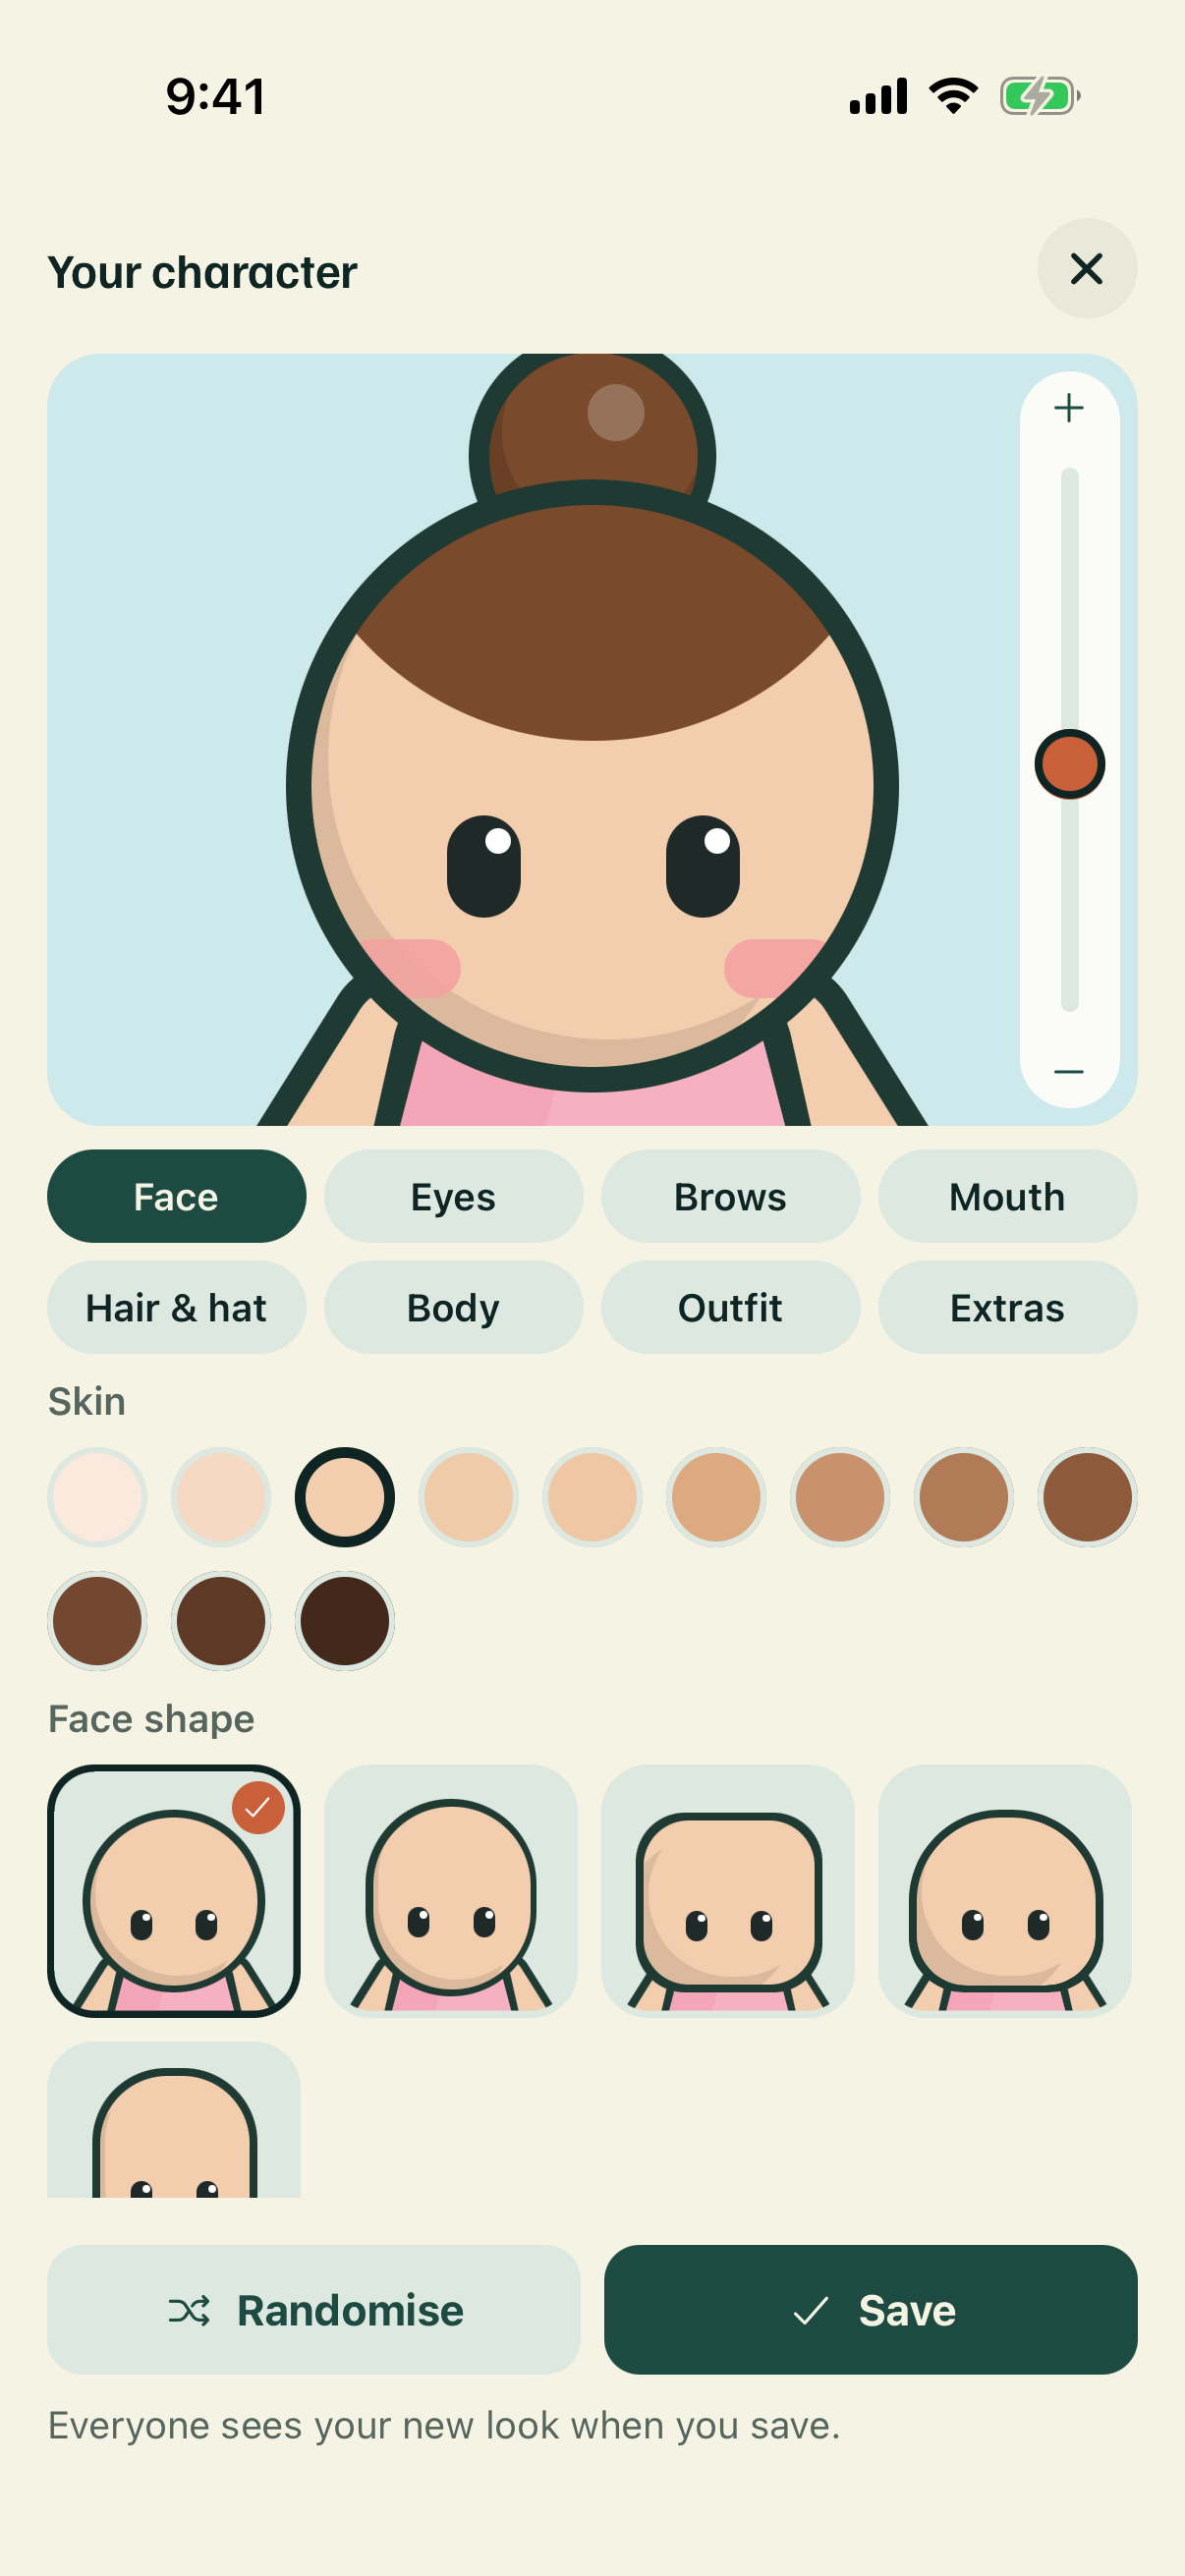 9:41
Your character
Face
Eyes
Brows
Mouth
Hair & hat
Body
Outfit
Extras
Skin
Face shape
Randomise
Save
Everyone sees your new look when you save.